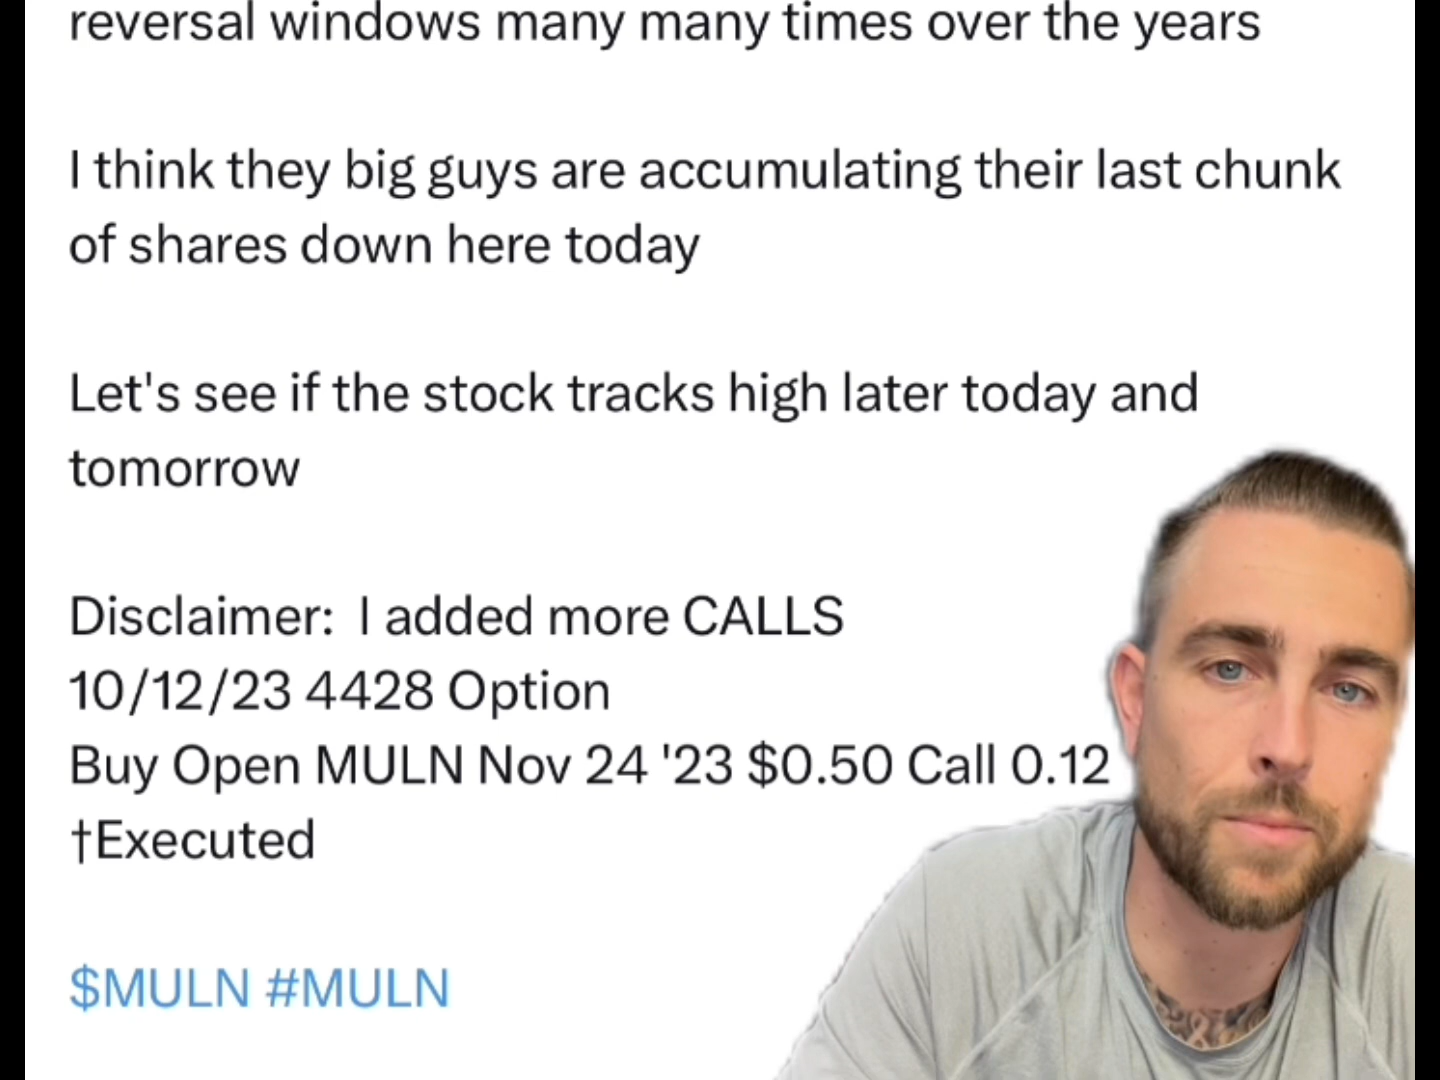 reversal windows many many times over the years
I think they big guys are accumulating their last chunk
of shares down here today
Let's see if the stock tracks high later today and
tomorrow
Disclaimer:  I added more CALLS
10/12/23 4428 Option
Buy Open MULN Nov 24 '23 $0.50 Call 0.12
†Executed
$MULN #MULN